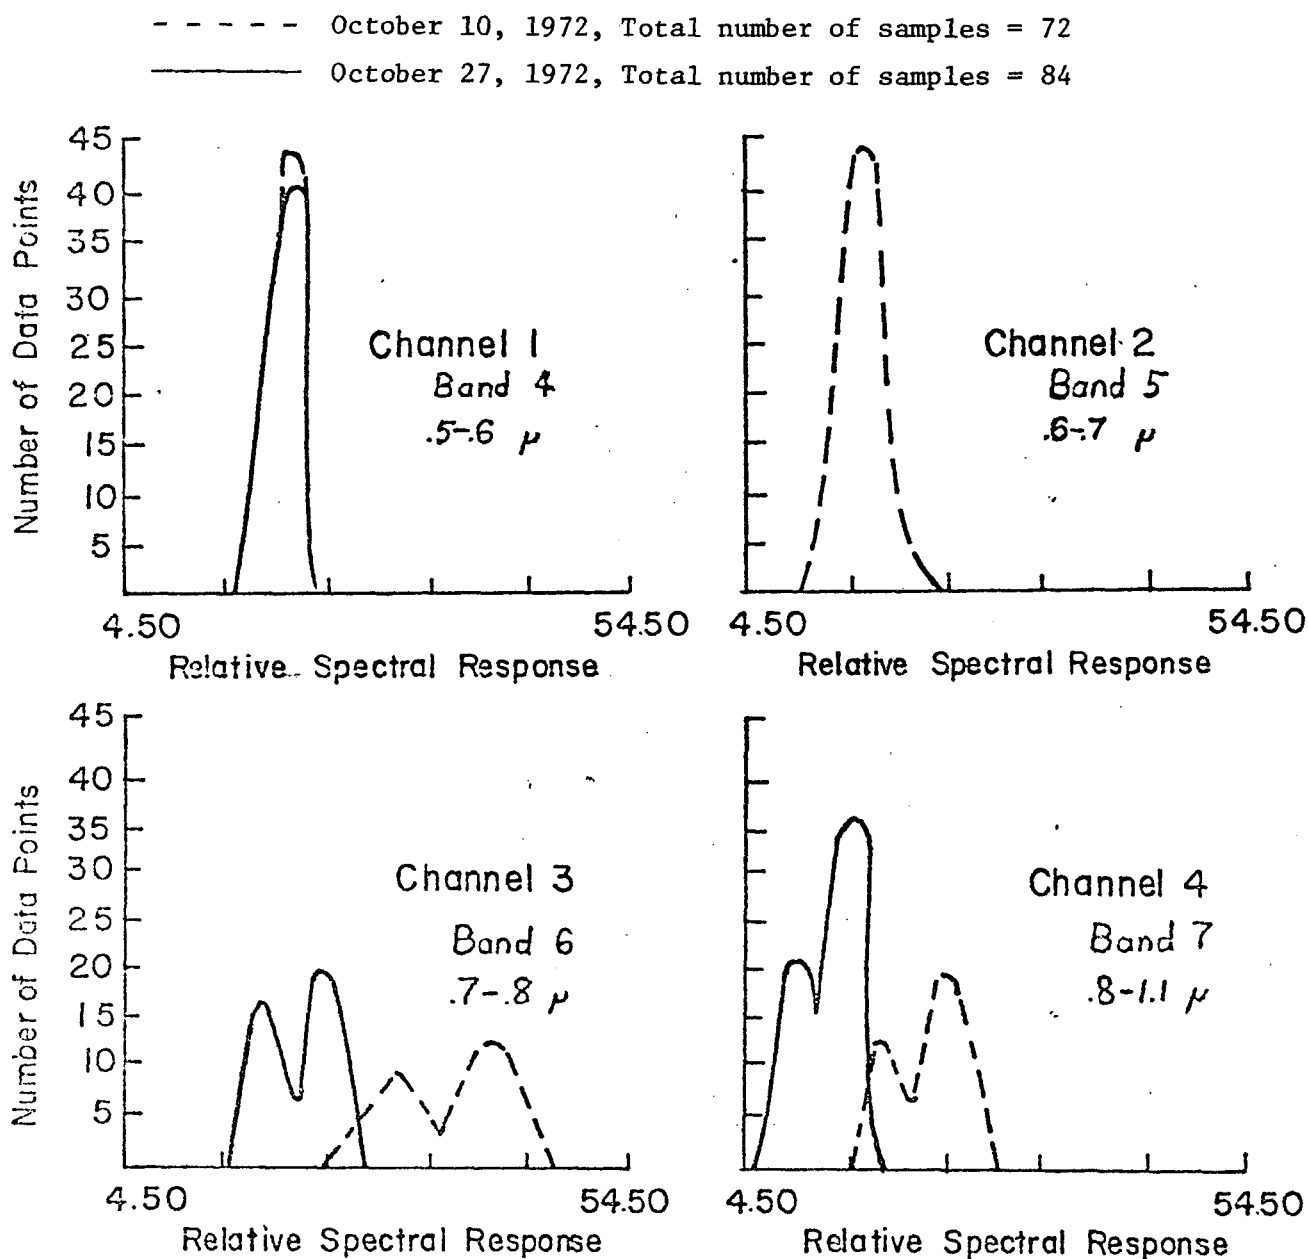 - - - - - October 10, 1972, Total number of samples = 72
October 27, 1972, Total number of samples = 84
45
40
35
30
25
20
15
10
5
Number of Data Points
Channel 1
Band 4
.5-.6 μ
4.50 54.50
Relative Spectral Response
Channel 2
Band 5
.6-.7 μ
4.50 54.50
Relative Spectral Response
45
40
35
30
25
20
15
10
5
Number of Data Points
Channel 3
Band 6
.7-.8 μ
4.50 54.50
Relative Spectral Response
Channel 4
Band 7
.8-1.1 μ
4.50 54.50
Relative Spectral Response